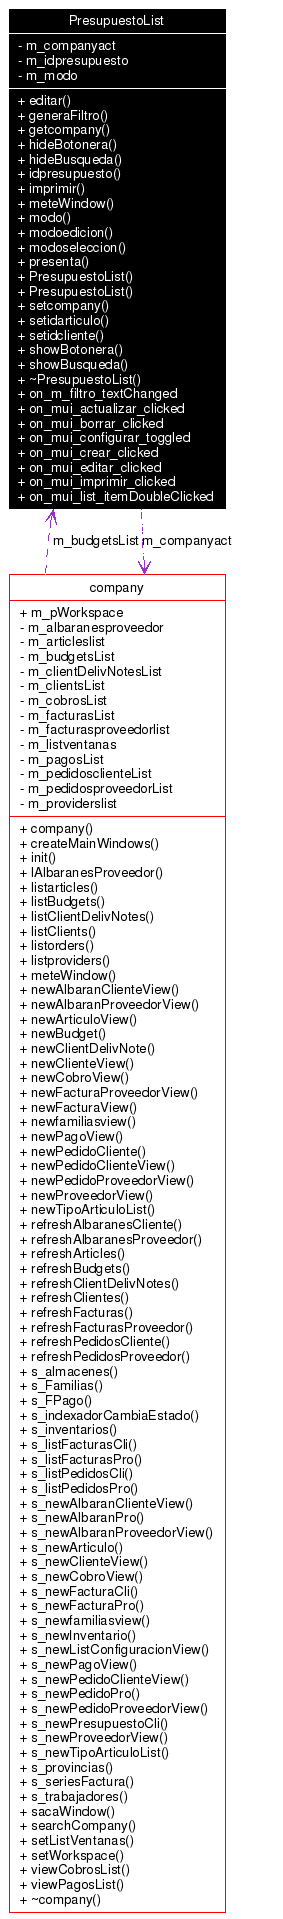 PresupuestoList
- m_companyact
- m_idpresupuesto
- m_modo
+ editar()
+ generaFiltro()
+ getcompany()
+ hideBotonera()
+ hideBusqueda()
+ idpresupuesto()
+ imprimir()
+ meteWindow()
+ modo()
+ modoedicion()
+ modoseleccion()
+ presenta()
+ PresupuestoList()
+ PresupuestoList()
+ setcompany()
+ setidarticulo()
+ setidcliente()
+ showBotonera()
+ showBusqueda()
+ ~PresupuestoList()
+ on_m_filtro_textChanged
+ on_mui_actualizar_clicked
+ on_mui_borrar_clicked
+ on_mui_configurar_toggled
+ on_mui_crear_clicked
+ on_mui_editar_clicked
+ on_mui_imprimir_clicked
+ on_mui_list_itemDoubleClicked
m_budgetsList
m_companyact
company
+ m_pWorkspace
- m_albaranesproveedor
- m_articleslist
- m_budgetsList
- m_clientDelivNotesList
- m_clientsList
- m_cobrosList
- m_facturasList
- m_facturasproveedorlist
- m_listventanas
- m_pagosList
- m_pedidosclienteList
- m_pedidosproveedorList
- m_providerslist
+ company()
+ createMainWindows()
+ init()
+ lAlbaranesProveedor()
+ listarticles()
+ listBudgets()
+ listClientDelivNotes()
+ listClients()
+ listorders()
+ listproviders()
+ meteWindow()
+ newAlbaranClienteView()
+ newAlbaranProveedorView()
+ newArticuloView()
+ newBudget()
+ newClientDelivNote()
+ newClienteView()
+ newCobroView()
+ newFacturaProveedorView()
+ newFacturaView()
+ newfamiliasview()
+ newPagoView()
+ newPedidoCliente()
+ newPedidoClienteView()
+ newPedidoProveedorView()
+ newProveedorView()
+ newTipoArticuloList()
+ refreshAlbaranesCliente()
+ refreshAlbaranesProveedor()
+ refreshArticles()
+ refreshBudgets()
+ refreshClientDelivNotes()
+ refreshClientes()
+ refreshFacturas()
+ refreshFacturasProveedor()
+ refreshPedidosCliente()
+ refreshPedidosProveedor()
+ s_almacenes()
+ s_Familias()
+ s_FPago()
+ s_indexadorCambiaEstado()
+ s_inventarios()
+ s_listFacturasCli()
+ s_listFacturasPro()
+ s_listPedidosCli()
+ s_listPedidosPro()
+ s_newAlbaranClienteView()
+ s_newAlbaranPro()
+ s_newAlbaranProveedorView()
+ s_newArticulo()
+ s_newClienteView()
+ s_newCobroView()
+ s_newFacturaCli()
+ s_newFacturaPro()
+ s_newfamiliasview()
+ s_newInventario()
+ s_newListConfiguracionView()
+ s_newPagoView()
+ s_newPedidoClienteView()
+ s_newPedidoPro()
+ s_newPedidoProveedorView()
+ s_newPresupuestoCli()
+ s_newProveedorView()
+ s_newTipoArticuloList()
+ s_provincias()
+ s_seriesFactura()
+ s_trabajadores()
+ sacaWindow()
+ searchCompany()
+ setListVentanas()
+ setWorkspace()
+ viewCobrosList()
+ viewPagosList()
+ ~company()